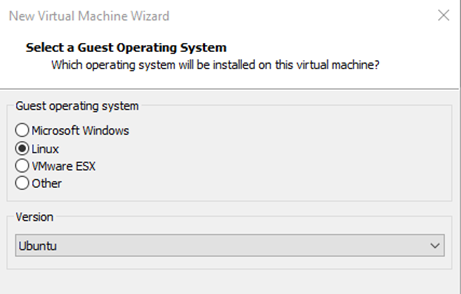 New Virtual Machine Wizard
Select a Guest Operating System
Which operating system will be installed on this virtual machine?
Guest operating system
Microsoft Windows
Linux
VMware ESX
Other
Version
Ubuntu